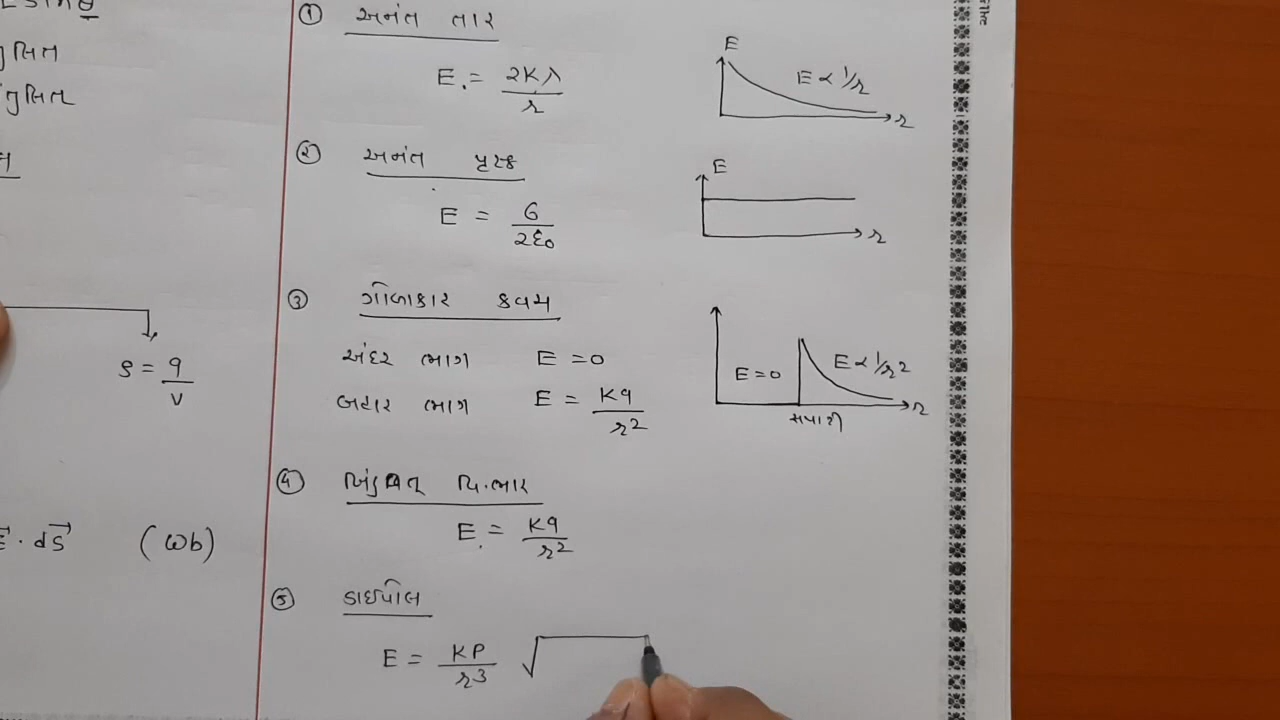 ① અનંત તાર
E = 2Kλ / r
E
E ∝ 1/r
r
② અનંત પૃષ્ઠ
E = σ / 2ε₀
E
r
③ ગોળાકાર કવચ
અંદર ભાગ E = 0
બહાર ભાગ E = Kq / r²
E = 0
E ∝ 1/r²
r
સપાટી
④ બિંદુવત્ વિ.ભાર
E = Kq / r²
⑤ ડાઈપોલ
E = KP / r³ √
ρ = q / V
E⃗ · dS⃗ (Wb)